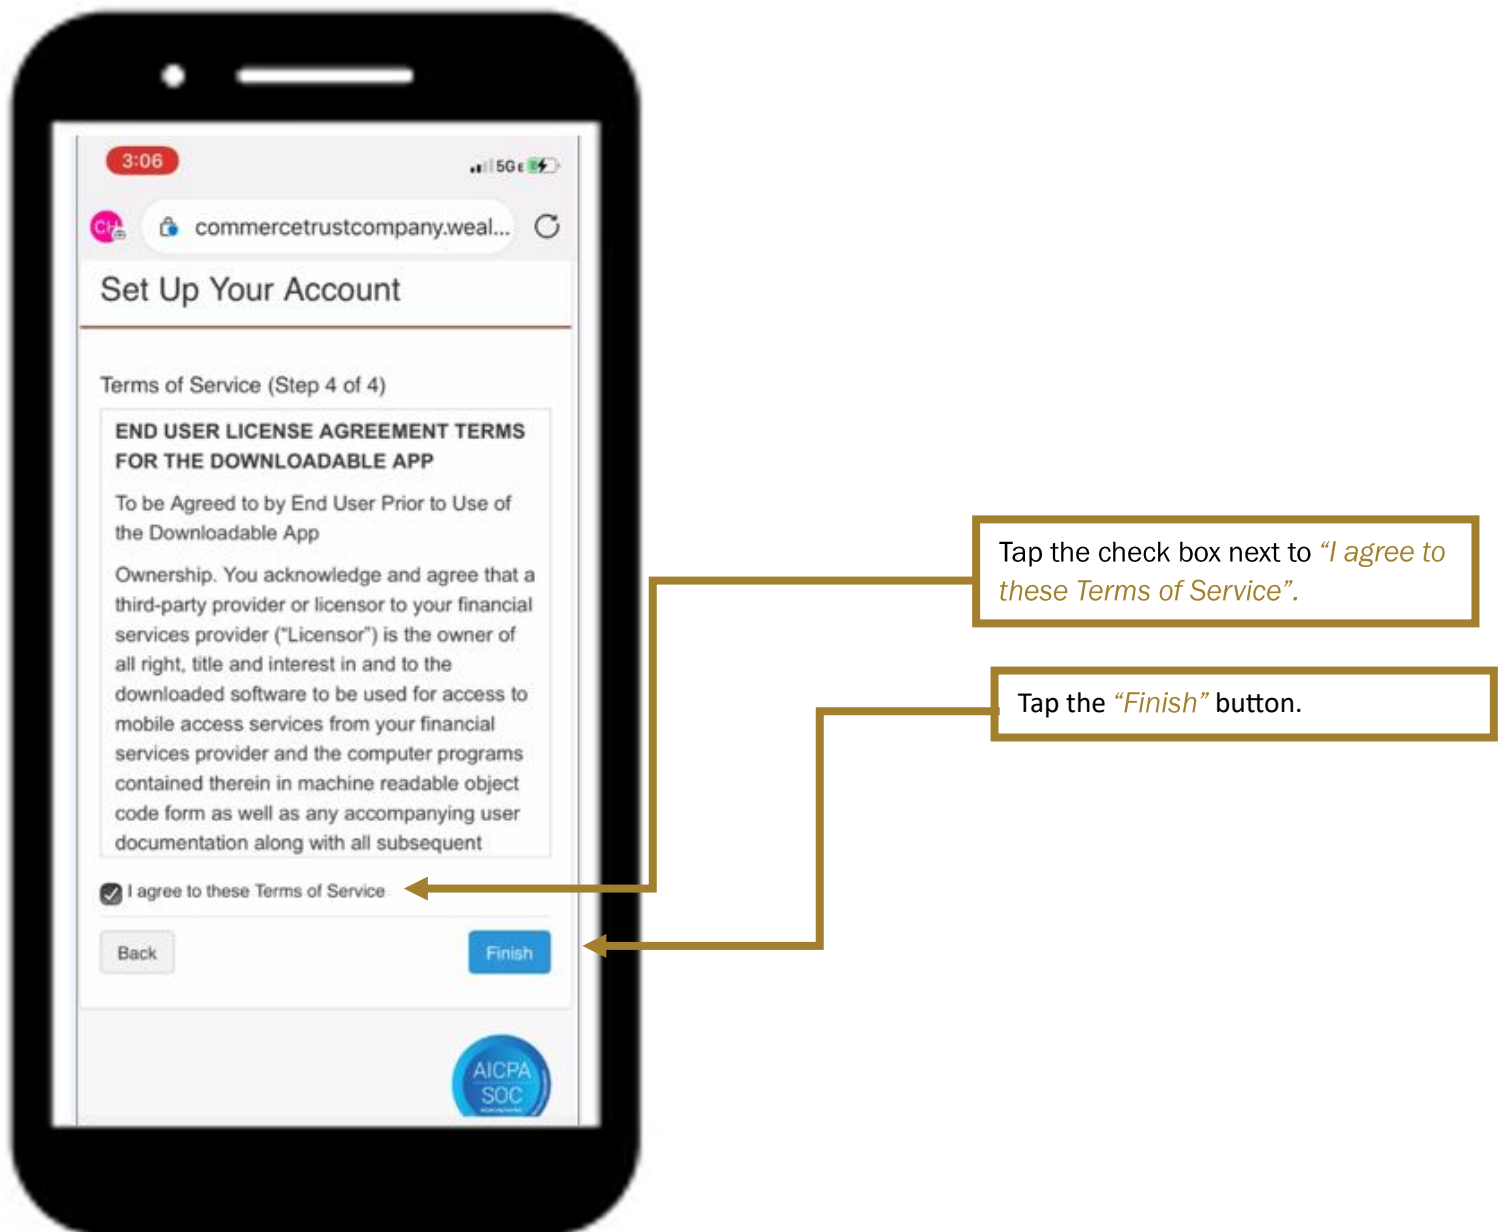 3:06
5G E
CH
commercetrustcompany.weal...
Set Up Your Account
Terms of Service (Step 4 of 4)
END USER LICENSE AGREEMENT TERMS
FOR THE DOWNLOADABLE APP
To be Agreed to by End User Prior to Use of
the Downloadable App
Ownership. You acknowledge and agree that a
third-party provider or licensor to your financial
services provider (“Licensor”) is the owner of
all right, title and interest in and to the
downloaded software to be used for access to
mobile access services from your financial
services provider and the computer programs
contained therein in machine readable object
code form as well as any accompanying user
documentation along with all subsequent
I agree to these Terms of Service
Back
Finish
AICPA
SOC
Tap the check box next to “I agree to
these Terms of Service”.
Tap the “Finish” button.